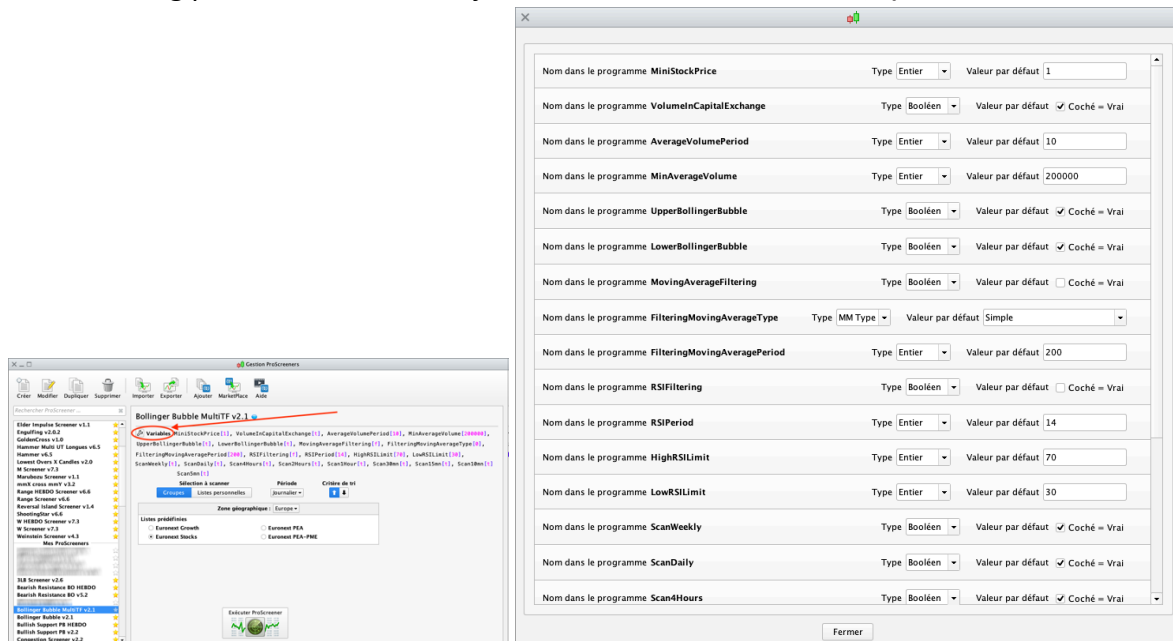 Gestion ProScreeners
Créer Modifier Dupliquer Supprimer Importer Exporter Ajouter MarketPlace Aide
Rechercher ProScreener ...
Elder Impulse Screener v1.1
Engulfing v2.0.2
GoldenCross v1.0
Hammer Multi UT Longues v6.5
Hammer v6.5
Lowest Overs X Candles v2.0
M Screener v7.3
Marubozu Screener v1.1
mmX cross mmY v3.2
Range HEBDO Screener v6.6
Range Screener v6.6
Reversal Island Screener v1.4
ShootingStar v6.6
W HEBDO Screener v7.3
W Screener v7.3
Weinstein Screener v4.3
Mes ProScreeners
3LB Screener v2.6
Bearish Resistance BO HEBDO
Bearish Resistance BO v5.2
Bollinger Bubble MultiTF v2.1
Bollinger Bubble v2.1
Bullish Support PB HEBDO
Bullish Support PB v2.2
Congestion Screener v2.2
Bollinger Bubble MultiTF v2.1
Variables MiniStockPrice[1], VolumeInCapitalExchange[t], AverageVolumePeriod[10], MinAverageVolume[200000],
UpperBollingerBubble[t], LowerBollingerBubble[t], MovingAverageFiltering[f], FilteringMovingAverageType[0],
FilteringMovingAveragePeriod[200], RSIFiltering[f], RSIPeriod[14], HighRSILimit[70], LowRSILimit[30],
ScanWeekly[t], ScanDaily[t], Scan4Hours[t], Scan2Hours[t], Scan1Hour[t], Scan30mn[t], Scan15mn[t], Scan10mn[t]
Scan5mn[t]
Sélection à scanner Période Critère de tri
Groupes Listes personnelles Journalier
Zone géographique : Europe
Listes prédéfinies
Euronext Growth Euronext PEA
Euronext Stocks Euronext PEA-PME
Exécuter ProScreener
Nom dans le programme MiniStockPrice Type Entier Valeur par défaut 1
Nom dans le programme VolumeInCapitalExchange Type Booléen Valeur par défaut Coché = Vrai
Nom dans le programme AverageVolumePeriod Type Entier Valeur par défaut 10
Nom dans le programme MinAverageVolume Type Entier Valeur par défaut 200000
Nom dans le programme UpperBollingerBubble Type Booléen Valeur par défaut Coché = Vrai
Nom dans le programme LowerBollingerBubble Type Booléen Valeur par défaut Coché = Vrai
Nom dans le programme MovingAverageFiltering Type Booléen Valeur par défaut Coché = Vrai
Nom dans le programme FilteringMovingAverageType Type MM Type Valeur par défaut Simple
Nom dans le programme FilteringMovingAveragePeriod Type Entier Valeur par défaut 200
Nom dans le programme RSIFiltering Type Booléen Valeur par défaut Coché = Vrai
Nom dans le programme RSIPeriod Type Entier Valeur par défaut 14
Nom dans le programme HighRSILimit Type Entier Valeur par défaut 70
Nom dans le programme LowRSILimit Type Entier Valeur par défaut 30
Nom dans le programme ScanWeekly Type Booléen Valeur par défaut Coché = Vrai
Nom dans le programme ScanDaily Type Booléen Valeur par défaut Coché = Vrai
Nom dans le programme Scan4Hours Type Booléen Valeur par défaut Coché = Vrai
Fermer